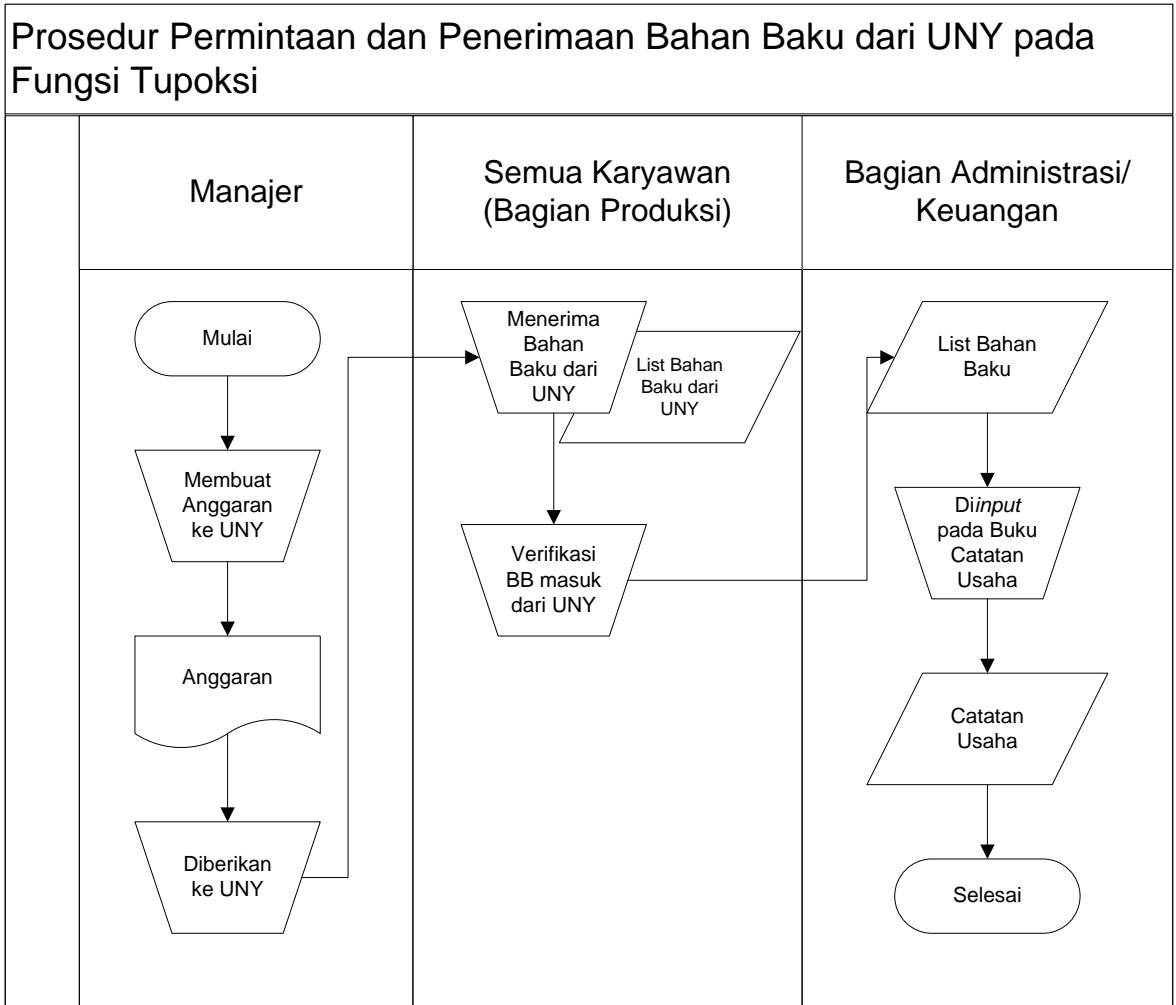 Prosedur Permintaan dan Penerimaan Bahan Baku dari UNY pada
Fungsi Tupoksi
Manajer
Semua Karyawan
(Bagian Produksi)
Bagian Administrasi/
Keuangan
Mulai
Membuat
Anggaran
ke UNY
Anggaran
Diberikan
ke UNY
Menerima
Bahan
Baku dari
UNY
List Bahan
Baku dari
UNY
Verifikasi
BB masuk
dari UNY
List Bahan
Baku
Diinput
pada Buku
Catatan
Usaha
Catatan
Usaha
Selesai